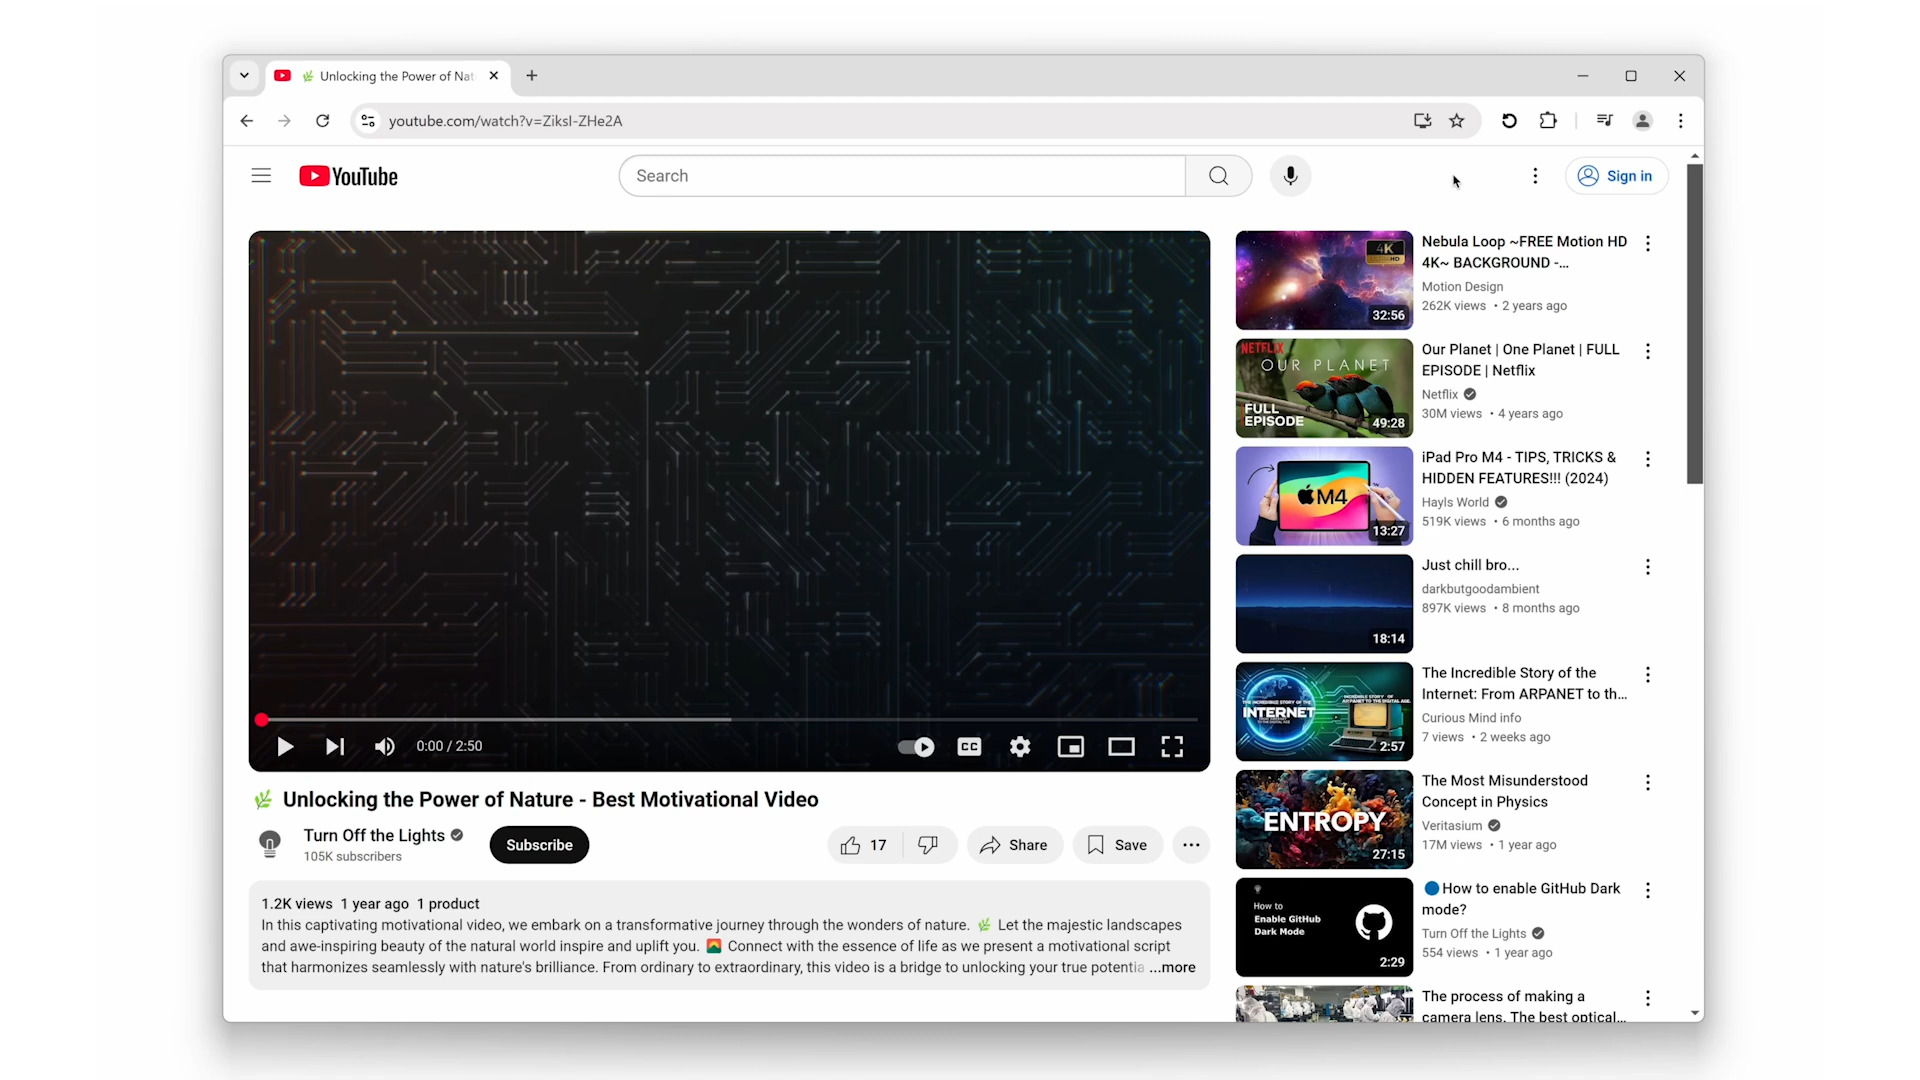 🌿 Unlocking the Power of Nat
youtube.com/watch?v=ZiksI-ZHe2A
YouTube
Search
Sign in
0:00 / 2:50
CC
🌿 Unlocking the Power of Nature - Best Motivational Video
Turn Off the Lights
105K subscribers
Subscribe
17
Share
Save
1.2K views 1 year ago 1 product
In this captivating motivational video, we embark on a transformative journey through the wonders of nature. 🌿 Let the majestic landscapes
and awe-inspiring beauty of the natural world inspire and uplift you. 🌄 Connect with the essence of life as we present a motivational script
that harmonizes seamlessly with nature's brilliance. From ordinary to extraordinary, this video is a bridge to unlocking your true potentia ...more
4K
HD
32:56
Nebula Loop ~FREE Motion HD
4K~ BACKGROUND -...
Motion Design
262K views • 2 years ago
NETFLIX
OUR PLANET
FULL
EPISODE
49:28
Our Planet | One Planet | FULL
EPISODE | Netflix
Netflix
30M views • 4 years ago
M4
13:27
iPad Pro M4 - TIPS, TRICKS &
HIDDEN FEATURES!!! (2024)
Hayls World
519K views • 6 months ago
18:14
Just chill bro...
darkbutgoodambient
897K views • 8 months ago
INTERNET
2:57
The Incredible Story of the
Internet: From ARPANET to th...
Curious Mind info
7 views • 2 weeks ago
ENTROPY
27:15
The Most Misunderstood
Concept in Physics
Veritasium
17M views • 1 year ago
How to
Enable GitHub
Dark Mode
2:29
🔵How to enable GitHub Dark
mode?
Turn Off the Lights
554 views • 1 year ago
The process of making a
camera lens. The best optical...